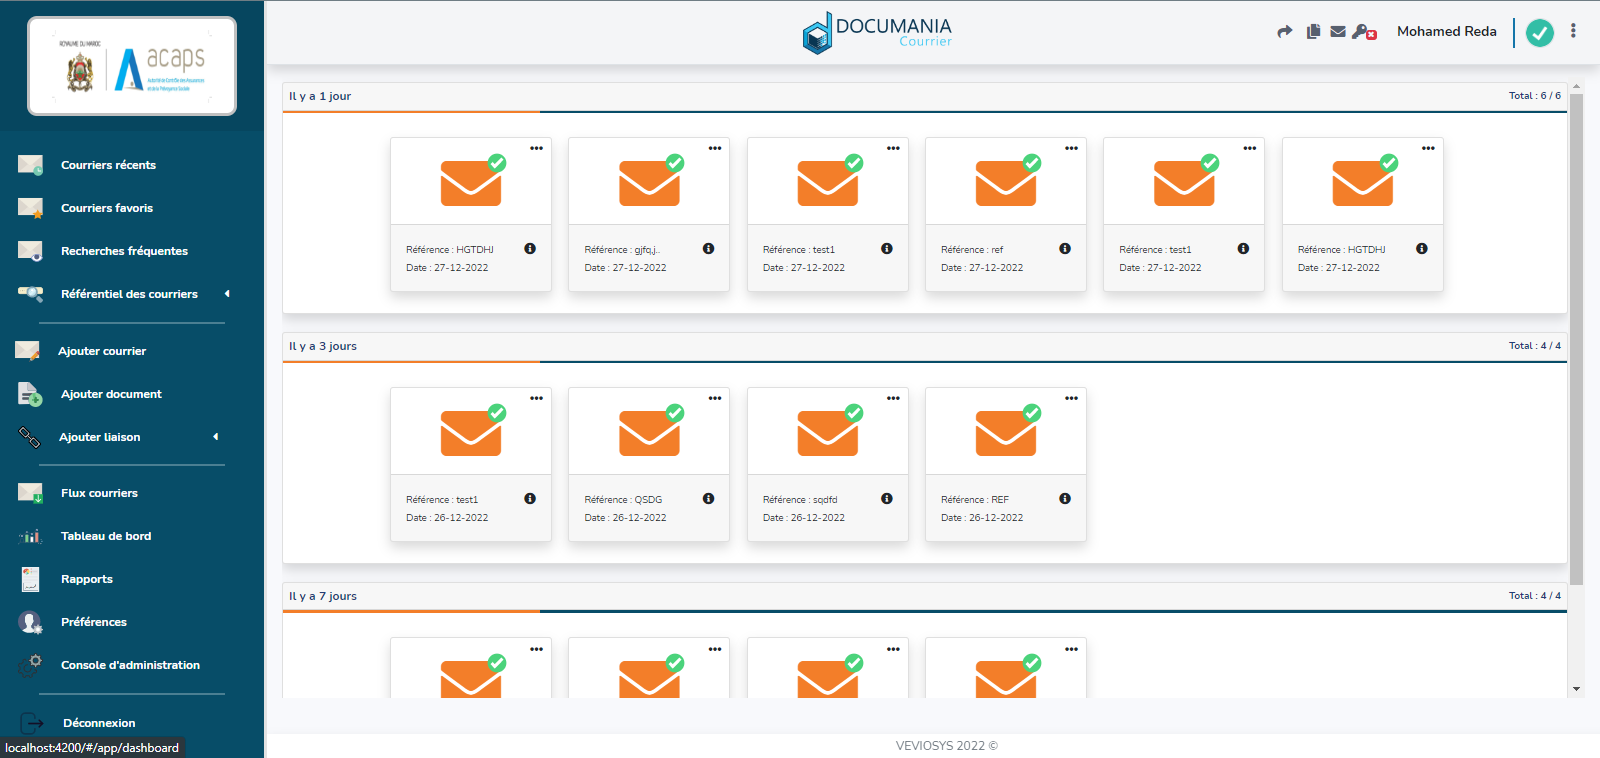 ROYAUME DU MAROC
acaps
Autorité de Contrôle des Assurances
et de la Prévoyance Sociale
Courriers récents
Courriers favoris
Recherches fréquentes
Référentiel des courriers
Ajouter courrier
Ajouter document
Ajouter liaison
Flux courriers
Tableau de bord
Rapports
Préférences
Console d'administration
Déconnexion
localhost:4200/#/app/dashboard
DOCUMANIA
Courrier
Mohamed Reda
Il y a 1 jour
Total : 6 / 6
Référence : HGTDHJ
Date : 27-12-2022
Référence : gjfq,j..
Date : 27-12-2022
Référence : test1
Date : 27-12-2022
Référence : ref
Date : 27-12-2022
Référence : test1
Date : 27-12-2022
Référence : HGTDHJ
Date : 27-12-2022
Il y a 3 jours
Total : 4 / 4
Référence : test1
Date : 26-12-2022
Référence : QSDG
Date : 26-12-2022
Référence : sqdfd
Date : 26-12-2022
Référence : REF
Date : 26-12-2022
Il y a 7 jours
Total : 4 / 4
VEVIOSYS 2022 ©